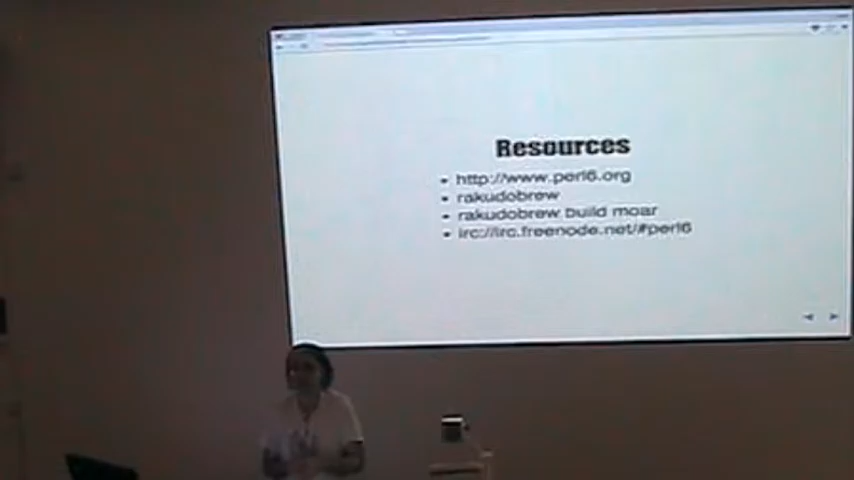 Resources
http://www.perl6.org
rakudobrew
rakudobrew build moar
irc://irc.freenode.net/#perl6